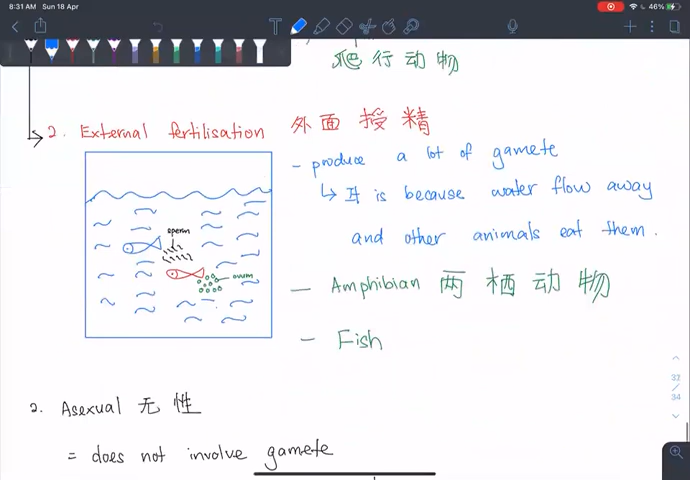 8:31 AM Sun 18 Apr
46%
爬行动物
2. External fertilisation 外面授精
- produce a lot of gamete
↳ It is because water flow away
and other animals eat them.
sperm
ovum
- Amphibian 两栖动物
- Fish
37
/
34
2. Asexual 无性
= does not involve gamete